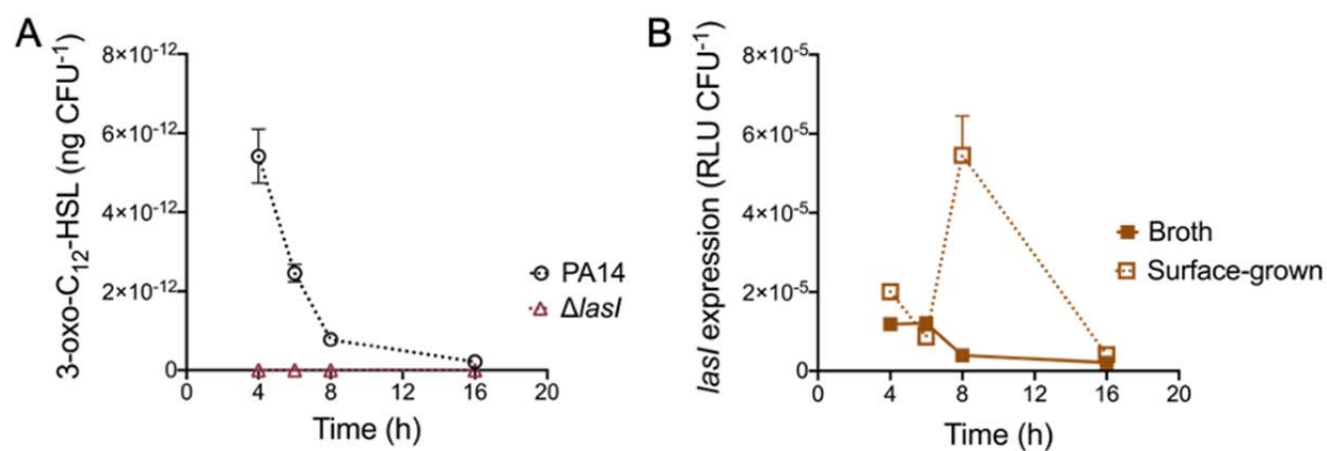 A
3-oxo-C12-HSL (ng CFU-1)
8×10-12
6×10-12
4×10-12
2×10-12
0
0 4 8 12 16 20
Time (h)
PA14
ΔlasI
B
lasI expression (RLU CFU-1)
8×10-5
6×10-5
4×10-5
2×10-5
0
0 4 8 12 16 20
Time (h)
Broth
Surface-grown